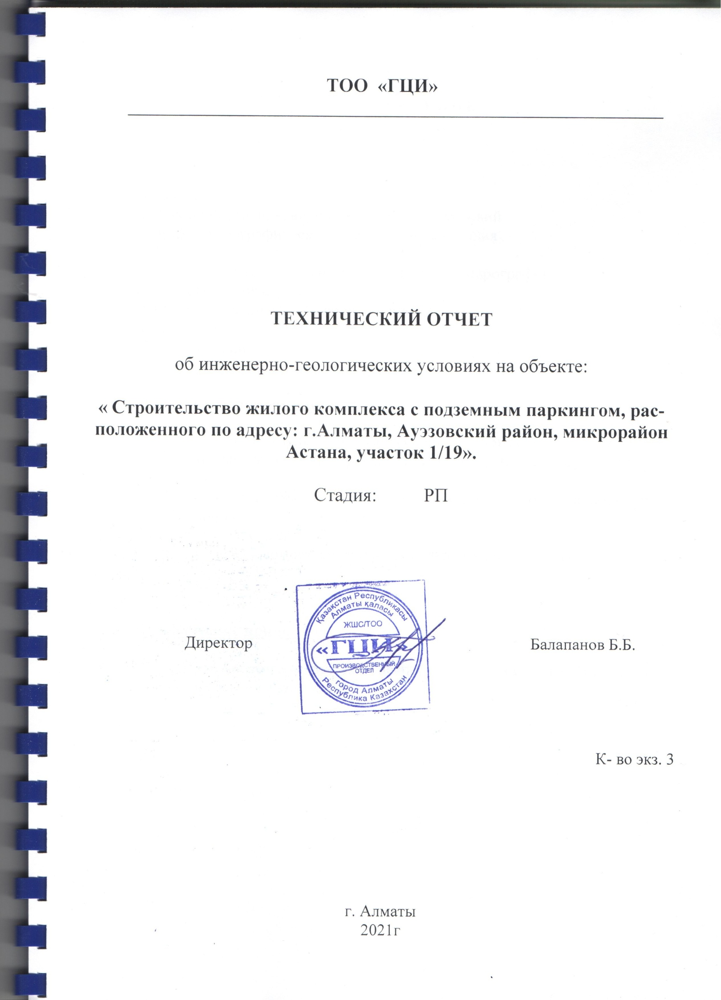 ТОО «ГЦИ»
ТЕХНИЧЕСКИЙ ОТЧЕТ
об инженерно-геологических условиях на объекте:
« Строительство жилого комплекса с подземным паркингом, рас-
положенного по адресу: г.Алматы, Ауэзовский район, микрорайон
Астана, участок 1/19».
Стадия: РП
Қазақстан Республикасы
Алматы қаласы
ЖШС/ТОО
Директор
«ГЦИ»
Балапанов Б.Б.
ПРОИЗВОДСТВЕННЫЙ
ОТДЕЛ
город Алматы
Республика Казахстан
К- во экз. 3
г. Алматы
2021г